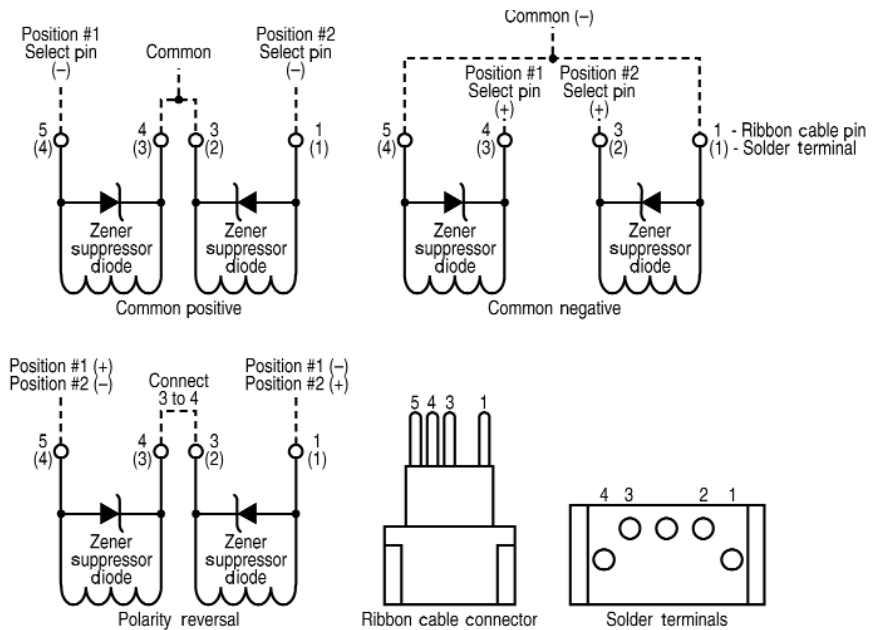 Position #1
Select pin
(–)
Common
Position #2
Select pin
(–)
5
(4)
4
(3)
3
(2)
1
(1)
Zener
suppressor
diode
Zener
suppressor
diode
Common positive
Common (–)
Position #1
Select pin
(+)
Position #2
Select pin
(+)
5
(4)
4
(3)
3
(2)
1 - Ribbon cable pin
(1) - Solder terminal
Zener
suppressor
diode
Zener
suppressor
diode
Common negative
Position #1 (+)
Position #2 (–)
Connect
3 to 4
Position #1 (–)
Position #2 (+)
5
(4)
4
(3)
3
(2)
1
(1)
Zener
suppressor
diode
Zener
suppressor
diode
Polarity reversal
5 4 3 1
Ribbon cable connector
4 3 2 1
Solder terminals